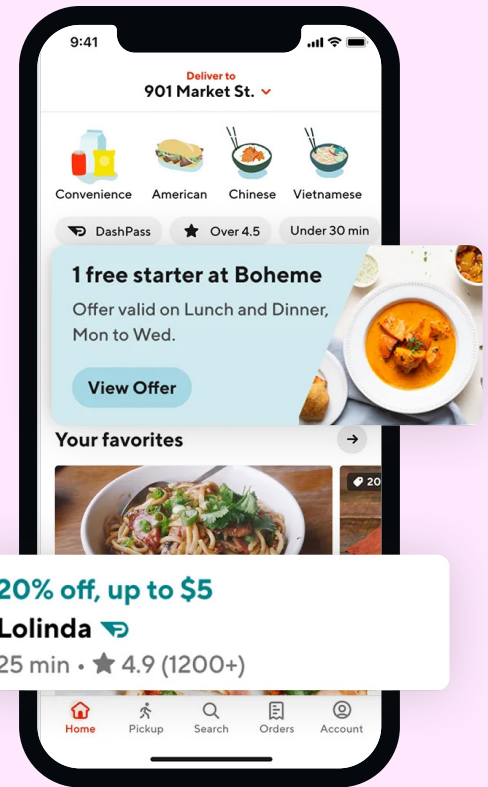 9:41
Deliver to
901 Market St.
Convenience American Chinese Vietnamese
DashPass Over 4.5 Under 30 min
1 free starter at Boheme
Offer valid on Lunch and Dinner,
Mon to Wed.
View Offer
Your favorites
20
20% off, up to $5
Lolinda
25 min • ★ 4.9 (1200+)
Home Pickup Search Orders Account